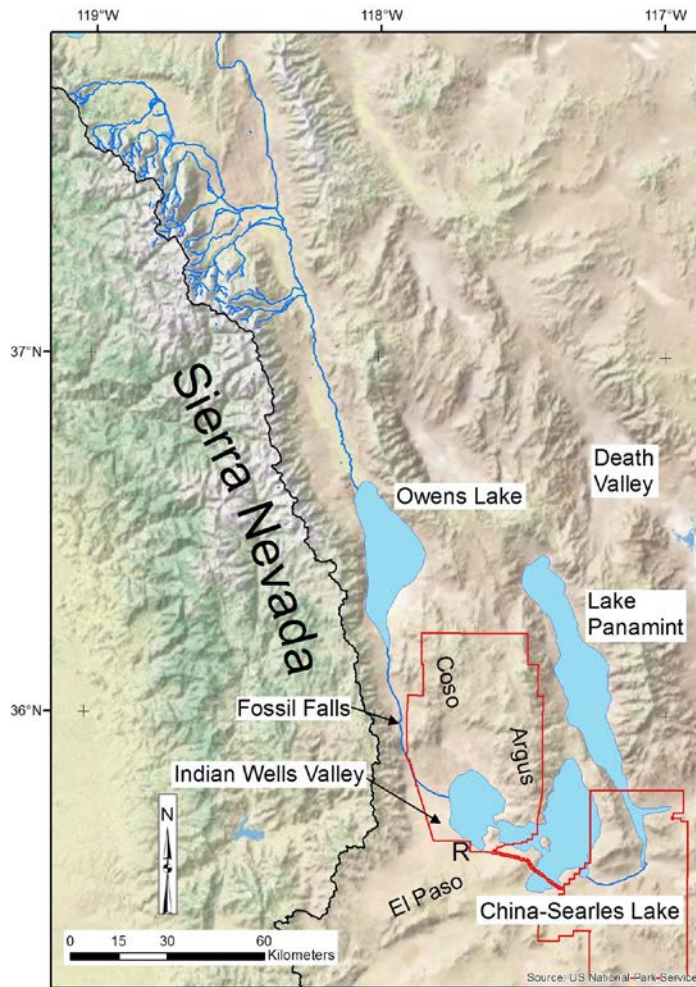 119°W
118°W
117°W
37°N
Sierra Nevada
Owens Lake
Death
Valley
Lake
Panamint
36°N
Fossil Falls
Coso
Argus
Indian Wells Valley
N
R
El Paso
China-Searles Lake
0 15 30 60
Kilometers
Source: US National Park Service